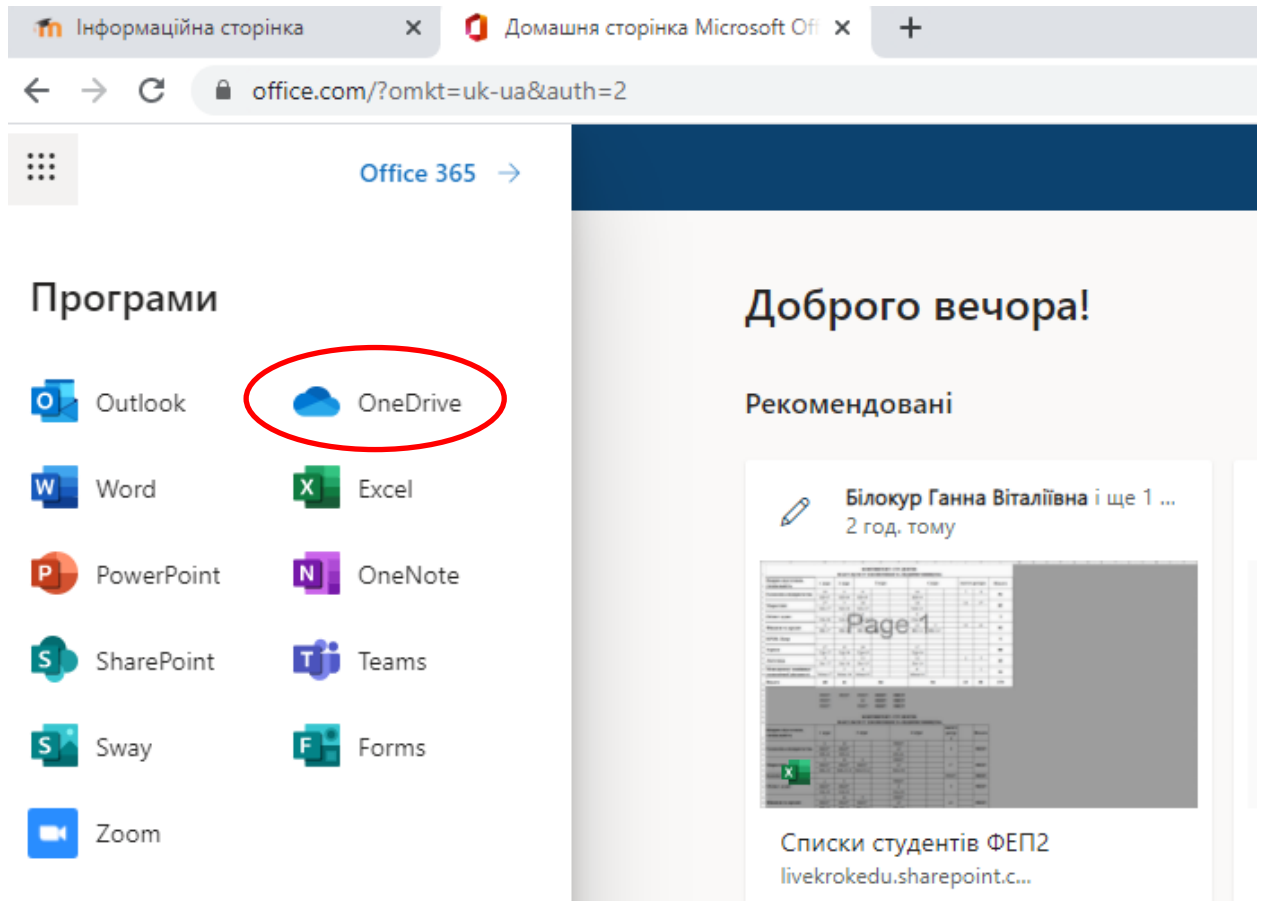 Інформаційна сторінка
Домашня сторінка Microsoft Off
office.com/?omkt=uk-ua&auth=2
Office 365 →
Програми
Outlook
OneDrive
Word
Excel
PowerPoint
OneNote
SharePoint
Teams
Sway
Forms
Zoom
Доброго вечора!
Рекомендовані
Білокур Ганна Віталіївна і ще 1 ...
2 год. тому
Page 1
Списки студентів ФЕП2
livekrokedu.sharepoint.c...